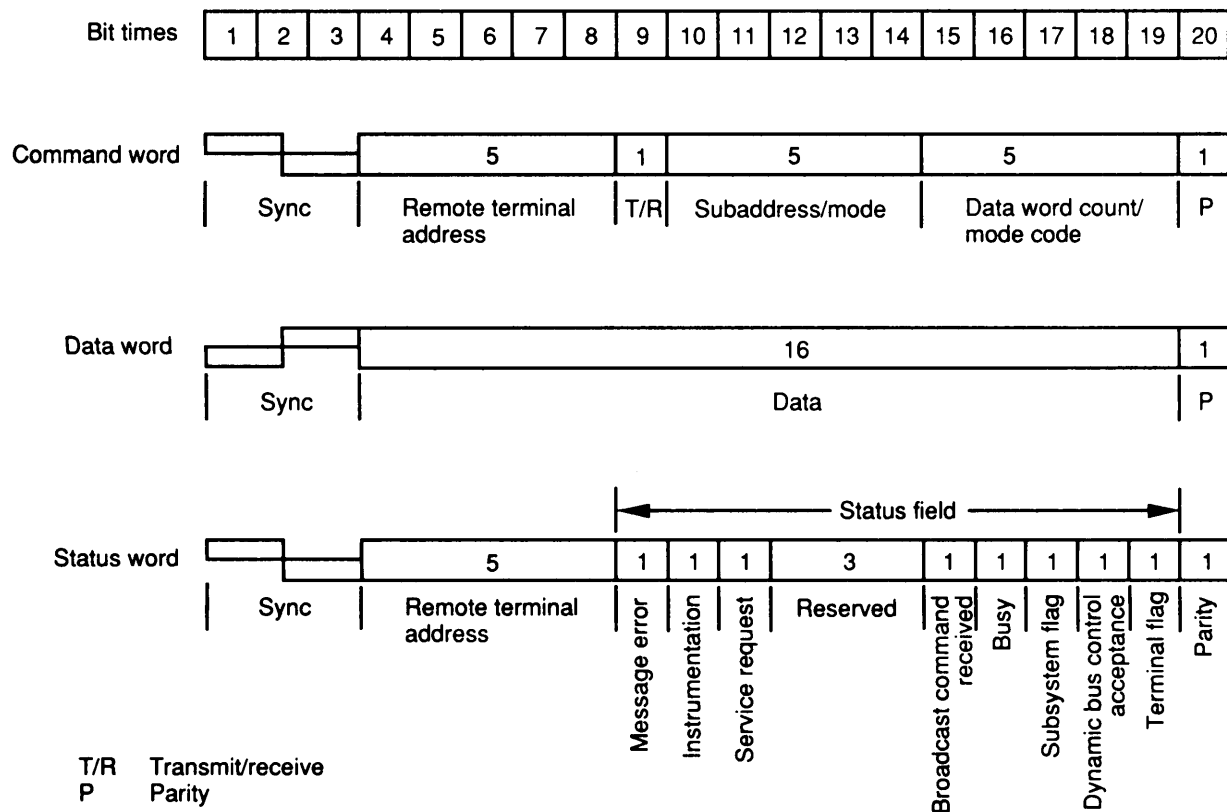 Bit times 1 2 3 4 5 6 7 8 9 10 11 12 13 14 15 16 17 18 19 20
Command word 5 1 5 5 1
Sync Remote terminal address T/R Subaddress/mode Data word count/ mode code P
Data word 16 1
Sync Data P
Status field
Status word 5 1 1 1 3 1 1 1 1 1 1
Sync Remote terminal address Message error Instrumentation Service request Reserved Broadcast command received Busy Subsystem flag Dynamic bus control acceptance Terminal flag Parity
T/R Transmit/receive
P Parity